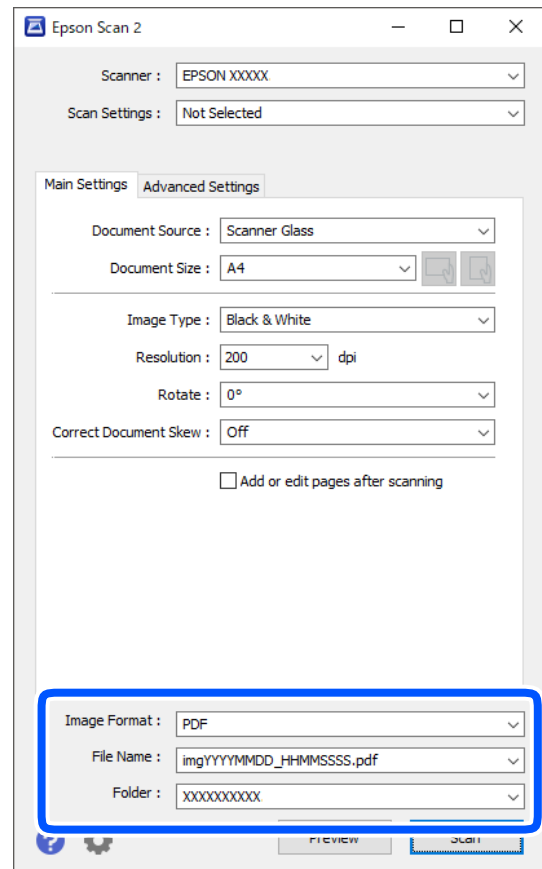 Epson Scan 2
Scanner : EPSON XXXXX
Scan Settings : Not Selected
Main Settings Advanced Settings
Document Source : Scanner Glass
Document Size : A4
Image Type : Black & White
Resolution : 200 dpi
Rotate : 0°
Correct Document Skew : Off
Add or edit pages after scanning
Image Format : PDF
File Name : imgYYYYMMDD_HHMMSSSS.pdf
Folder : XXXXXXXXXX
? Preview Scan